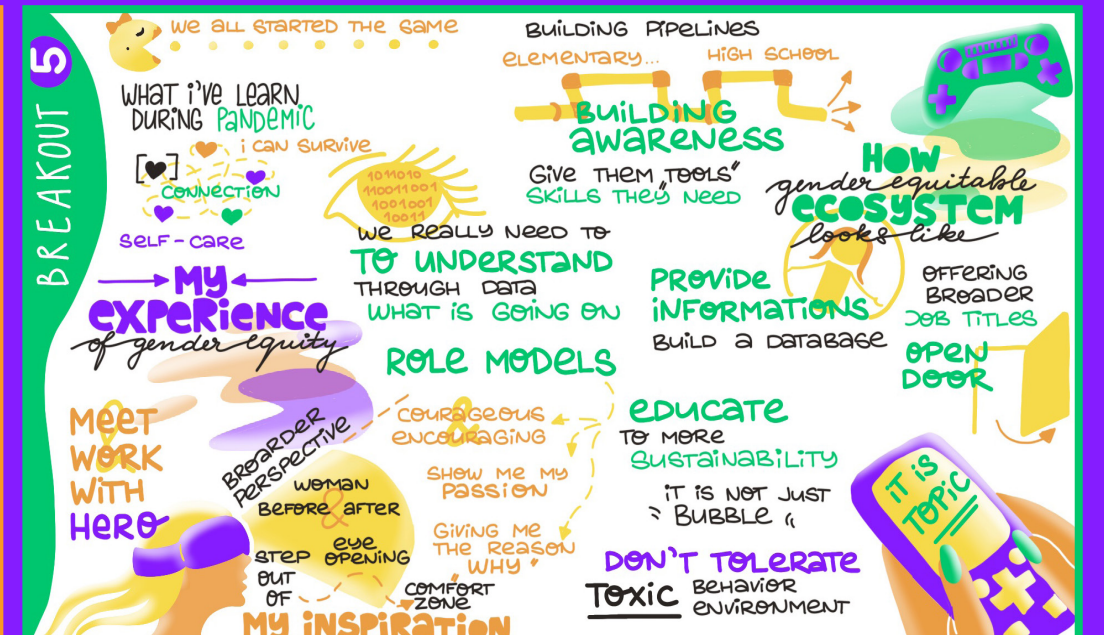 BREAKOUT 5
WE ALL STARTED THE SAME
WHAT I'VE LEARN
DURING PANDEMIC
I CAN SURVIVE
CONNECTION
SELF-CARE
MY
EXPERIENCE
of gender equity
MEET
&
WORK
WITH
HERO
BUILDING PIPELINES
ELEMENTARY... HIGH SCHOOL
BUILDING
AWARENESS
GIVE THEM "TOOLS"
SKILLS THEY NEED
1011010
110011001
1001001
10011
WE REALLY NEED TO
TO UNDERSTAND
THROUGH DATA
WHAT IS GOING ON
ROLE MODELS
COURAGEOUS
&
ENCOURAGING
SHOW ME MY
PASSION
GIVING ME
THE REASON
"WHY"
BROARDER
PERSPECTIVE
WOMAN
BEFORE & AFTER
EYE
OPENING
STEP
OUT
OF
COMFORT
ZONE
MY INSPIRATION
HOW
gender equitable
ECOSYSTEM
looks like
PROVIDE
INFORMATIONS
BUILD A DATABASE
OFFERING
BROADER
JOB TITLES
OPEN
DOOR
EDUCATE
TO MORE
SUSTAINABILITY
IT IS NOT JUST
"BUBBLE"
DON'T TOLERATE
TOXIC BEHAVIOR
ENVIRONMENT
IT IS
TOPIC